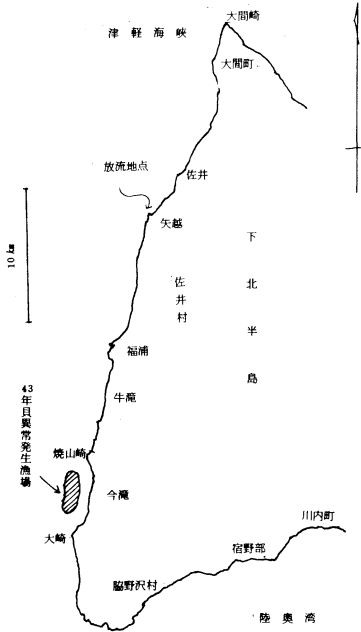 大間崎
津軽海峡
大間町
放流地点
佐井
矢越
下北半島
佐井村
10㎞
福浦
牛滝
43年貝異常発生漁場
焼山崎
今滝
大崎
川内町
宿野部
脇野沢村
陸奥湾